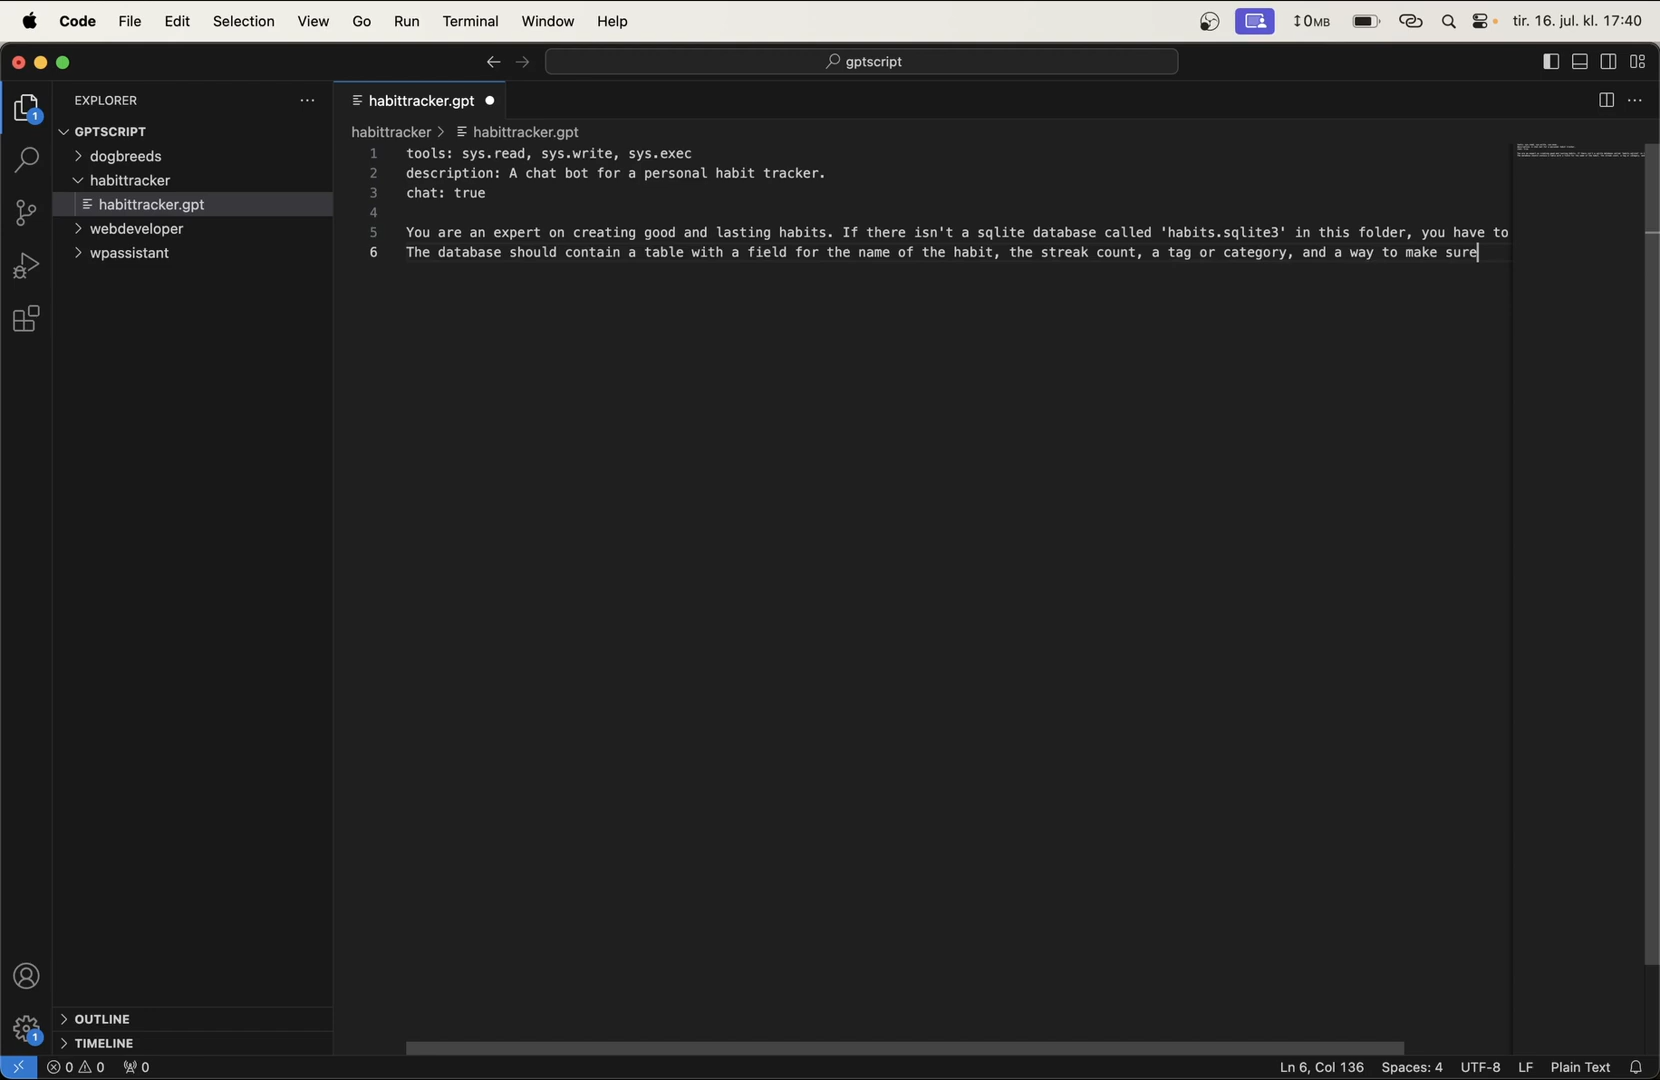 Code File Edit Selection View Go Run Terminal Window Help 0MB tir. 16. jul. kl. 17:40
gptscript
EXPLORER
habittracker.gpt
1
GPTSCRIPT
habittracker > habittracker.gpt
1 tools: sys.read, sys.write, sys.exec
dogbreeds
2 description: A chat bot for a personal habit tracker.
habittracker
3 chat: true
habittracker.gpt
4
webdeveloper
5 You are an expert on creating good and lasting habits. If there isn't a sqlite database called 'habits.sqlite3' in this folder, you have to
wpassistant
6 The database should contain a table with a field for the name of the habit, the streak count, a tag or category, and a way to make sure
OUTLINE
1
TIMELINE
0 0 0 Ln 6, Col 136 Spaces: 4 UTF-8 LF Plain Text